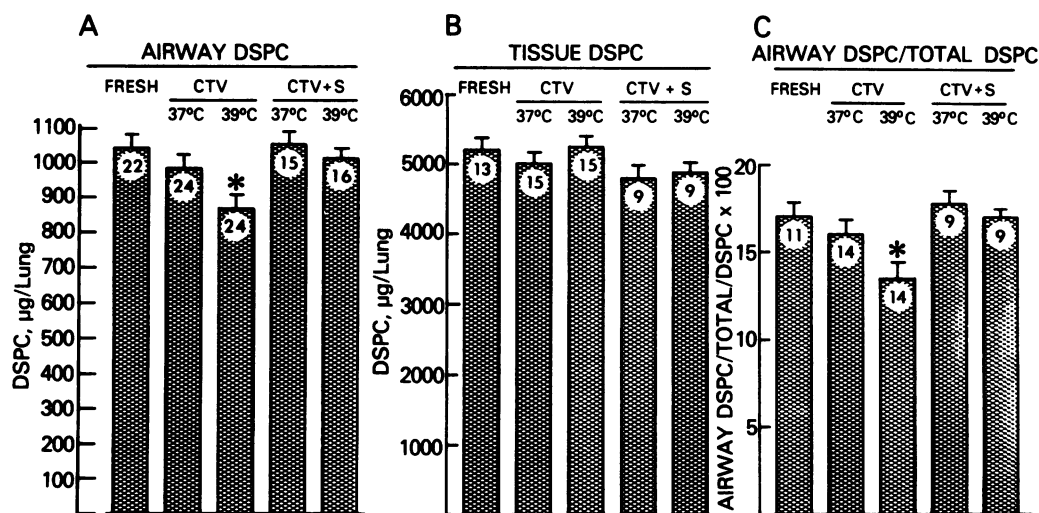 A
AIRWAY DSPC
FRESH CTV CTV+S
37°C 39°C 37°C 39°C
DSPC, µg/Lung
1100
1000
900
800
700
600
500
400
300
200
100
22 24 * 24 15 16
B
TISSUE DSPC
FRESH CTV CTV + S
37°C 39°C 37°C 39°C
DSPC, µg/Lung
6000
5000
4000
3000
2000
1000
13 15 15 9 9
C
AIRWAY DSPC/TOTAL DSPC
FRESH CTV CTV+S
37°C 39°C 37°C 39°C
AIRWAY DSPC/TOTAL/DSPC x 100
20
15
10
5
11 14 * 14 9 9